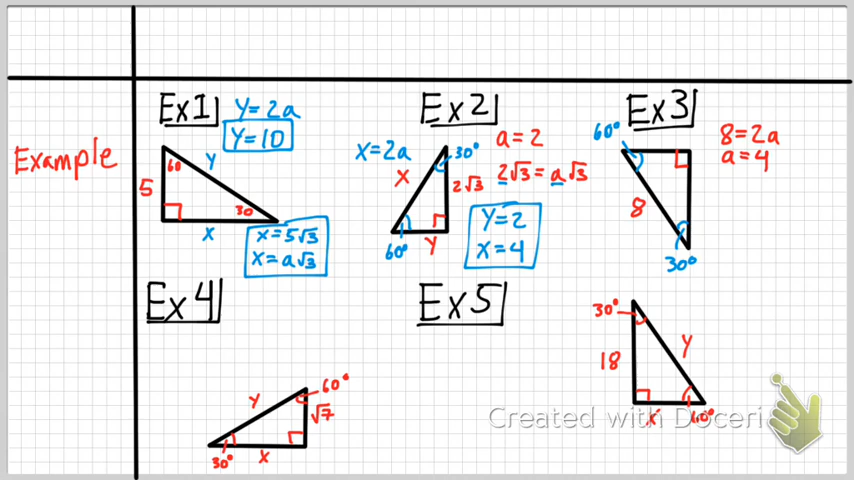 Example
Ex1
Y=2a
Y=10
60
Y
5
30
x
x=5√3
x=a√3
Ex2
x=2a
a=2
30°
x
2√3
2√3=a√3
60°
Y
Y=2
x=4
Ex3
60°
8=2a
a=4
8
30°
Ex4
60°
Y
√7
30°
x
Ex5
30°
18
Y
x
60°
Created with Doceri